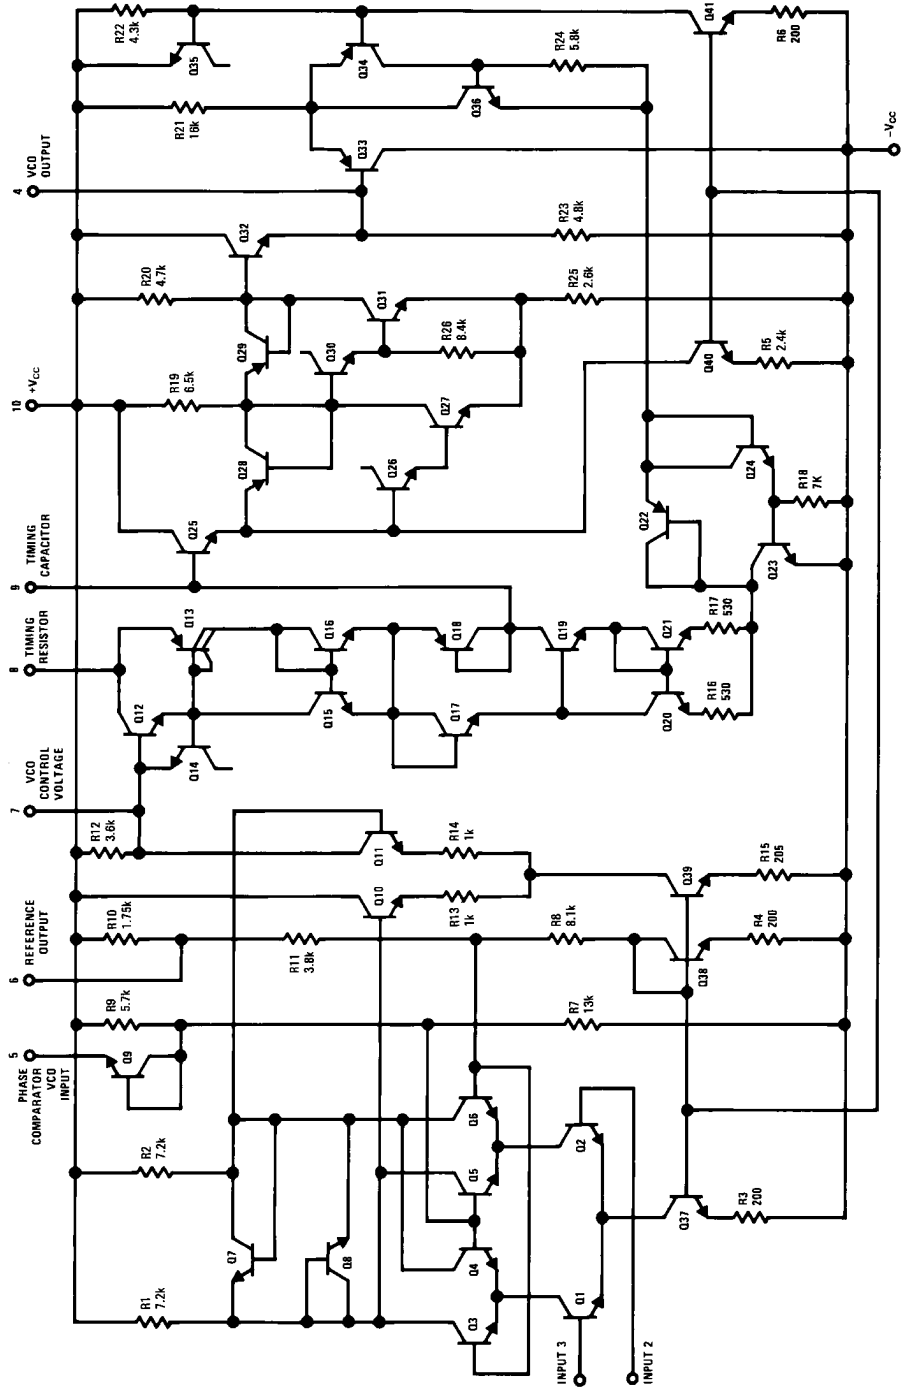 INPUT 3
INPUT 2
R1
7.2k
R2
7.2k
PHASE
COMPARATOR
VCO
INPUT
5
REFERENCE
OUTPUT
6
VCO
CONTROL
VOLTAGE
7
TIMING
RESISTOR
8
TIMING
CAPACITOR
9
+VCC
10
VCO
OUTPUT
4
R9
5.7k
R10
1.75k
R12
3.6k
R19
6.5k
R20
4.7k
R21
16k
R22
4.3k
Q7
Q8
Q9
Q12
Q14
Q13
Q25
Q28
Q29
Q32
Q33
Q34
Q35
Q36
R11
3.8k
Q10
Q11
Q15
Q16
Q17
Q18
Q26
Q27
Q30
Q31
R26
8.4k
Q3
Q4
Q5
Q6
R7
13k
R8
8.1k
R13
1k
R14
1k
Q19
Q20
Q21
R16
530
R17
530
Q22
Q23
Q24
R18
7K
R25
2.6k
R23
4.8k
R24
5.8k
Q1
Q2
Q37
Q38
Q39
Q40
Q41
R3
200
R4
200
R15
205
R5
2.4k
R6
200
−VCC